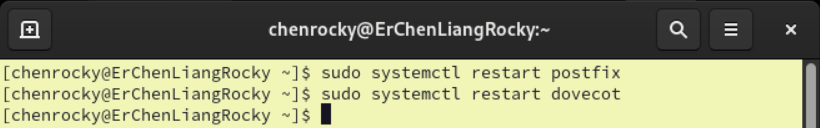 chenrocky@ErChenLiangRocky:~
[chenrocky@ErChenLiangRocky ~]$ sudo systemctl restart postfix
[chenrocky@ErChenLiangRocky ~]$ sudo systemctl restart dovecot
[chenrocky@ErChenLiangRocky ~]$